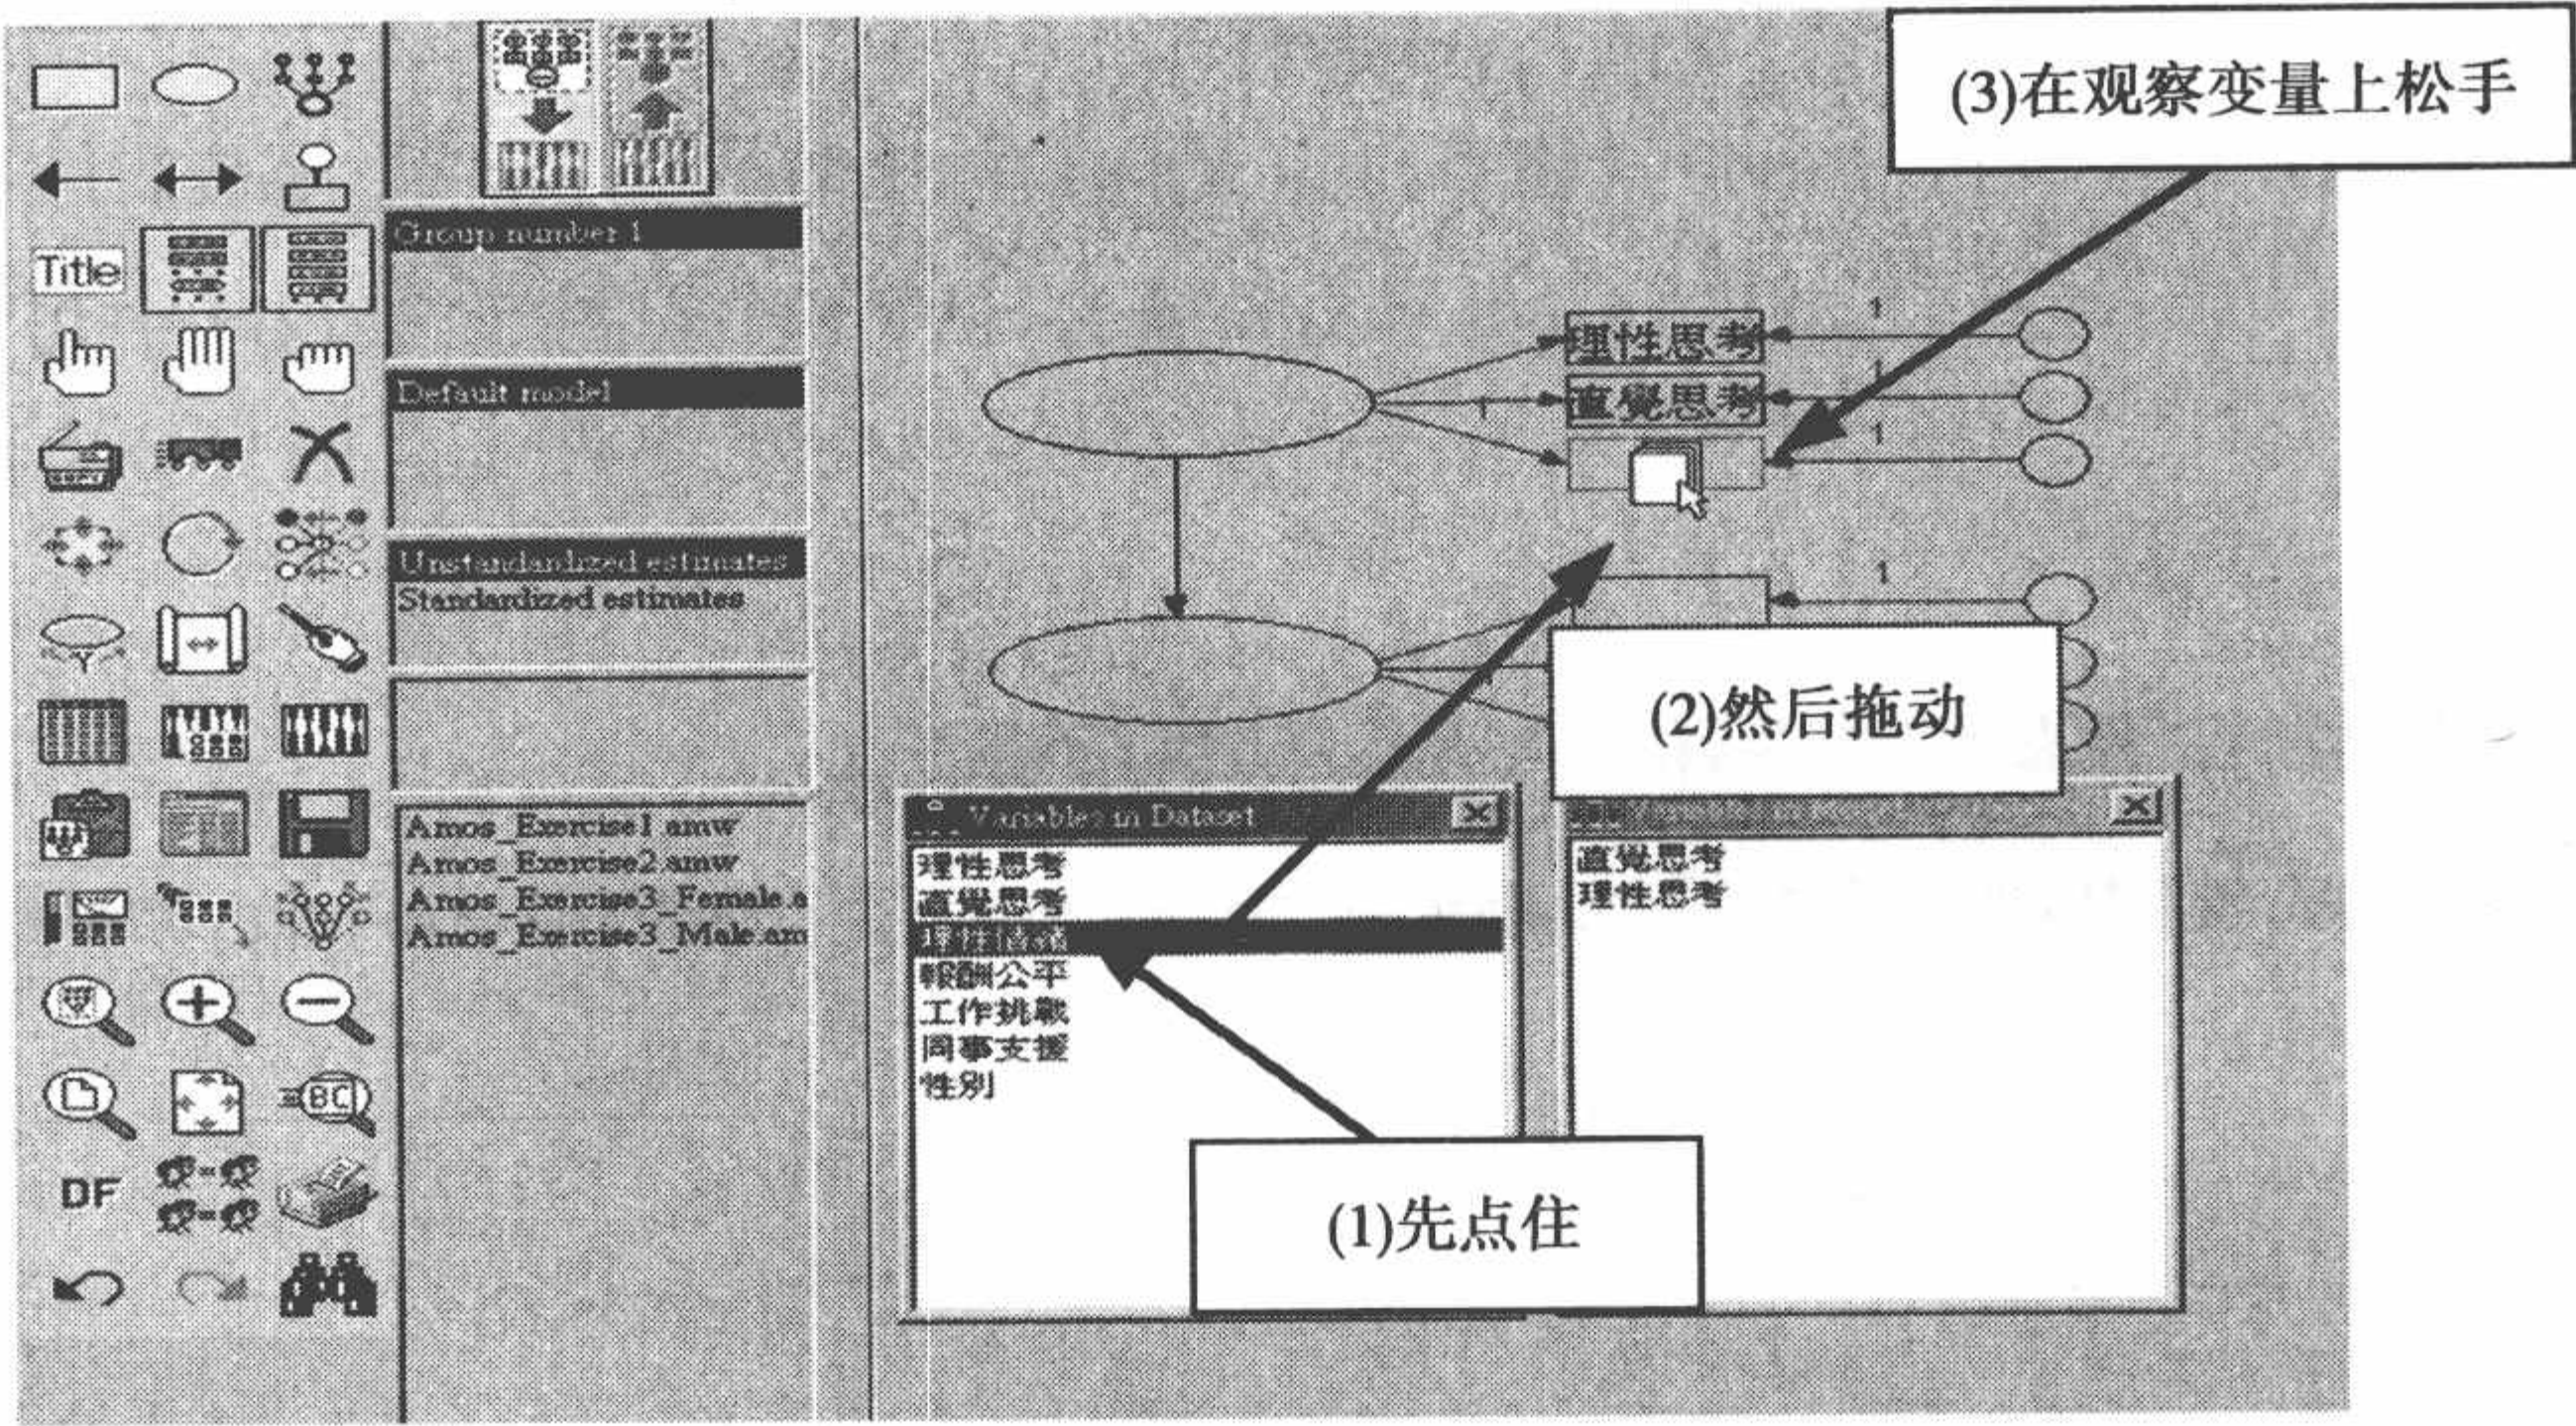 (3)在观察变量上松手
Title
Group number 1
Default model
Unstandardized estimates
Standardized estimates
Amos_Exercise1.amw
Amos_Exercise2.amw
Amos_Exercise3_Female.a
Amos_Exercise3_Male.am
BC
DF
理性思考
1
直覺思考
1
1
1
1
(2)然后拖动
Variables in Dataset
理性思考
直覺思考
報酬公平
工作挑戰
同事支援
性別
直覺思考
理性思考
(1)先点住